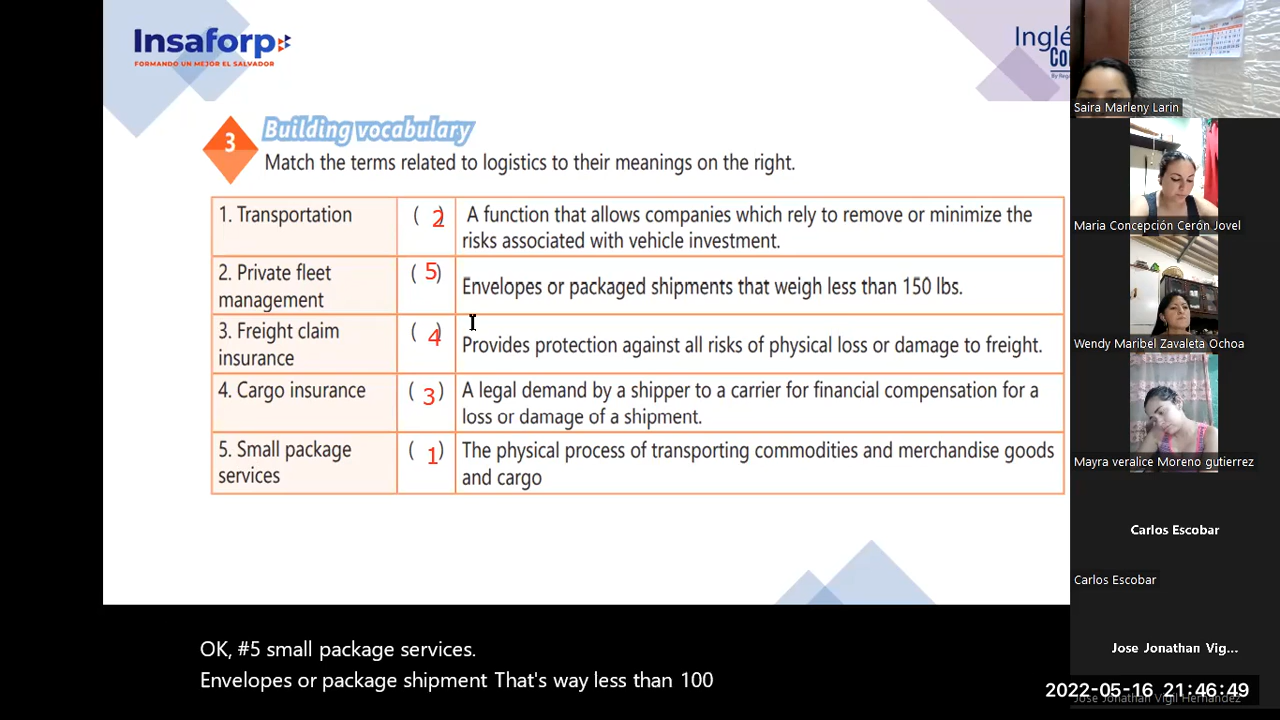 Insaforp
FORMANDO UN MEJOR EL SALVADOR
Inglé
3
Building vocabulary
Match the terms related to logistics to their meanings on the right.
1. Transportation ( 2 ) A function that allows companies which rely to remove or minimize the
risks associated with vehicle investment.
2. Private fleet
management ( 5 ) Envelopes or packaged shipments that weigh less than 150 lbs.
3. Freight claim
insurance ( 4 ) Provides protection against all risks of physical loss or damage to freight.
4. Cargo insurance ( 3 ) A legal demand by a shipper to a carrier for financial compensation for a
loss or damage of a shipment.
5. Small package
services ( 1 ) The physical process of transporting commodities and merchandise goods
and cargo
OK, #5 small package services.
Envelopes or package shipment That's way less than 100
Saira Marleny Larin
Maria Concepción Cerón Jovel
Wendy Maribel Zavaleta Ochoa
Mayra veralice Moreno gutierrez
Carlos Escobar
Carlos Escobar
Jose Jonathan Vig...
Jose Jonathan Vigil Hernandez
2022-05-16 21:46:49